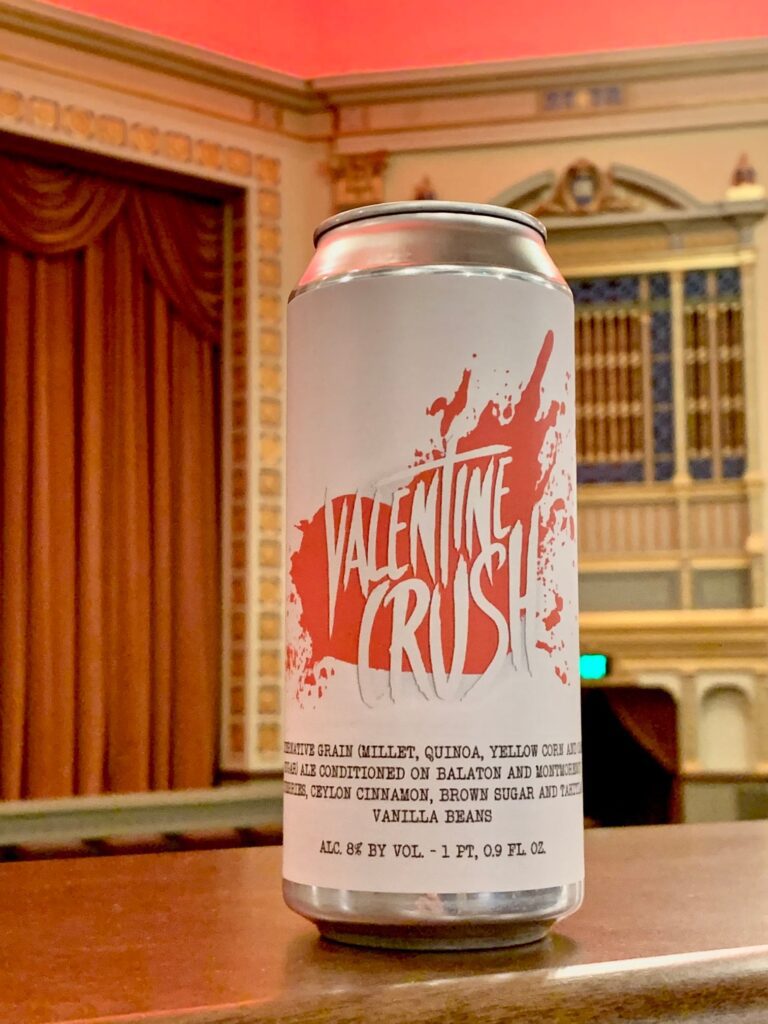 VALENTINE
CRUSH
GRAIN (MILLET, QUINOA, YELLOW CORN AND
ALE CONDITIONED ON BALATON AND
CEYLON CINNAMON, BROWN SUGAR AND
VANILLA BEANS
ALC. 8% BY VOL. - 1 PT, 0.9 FL. OZ.